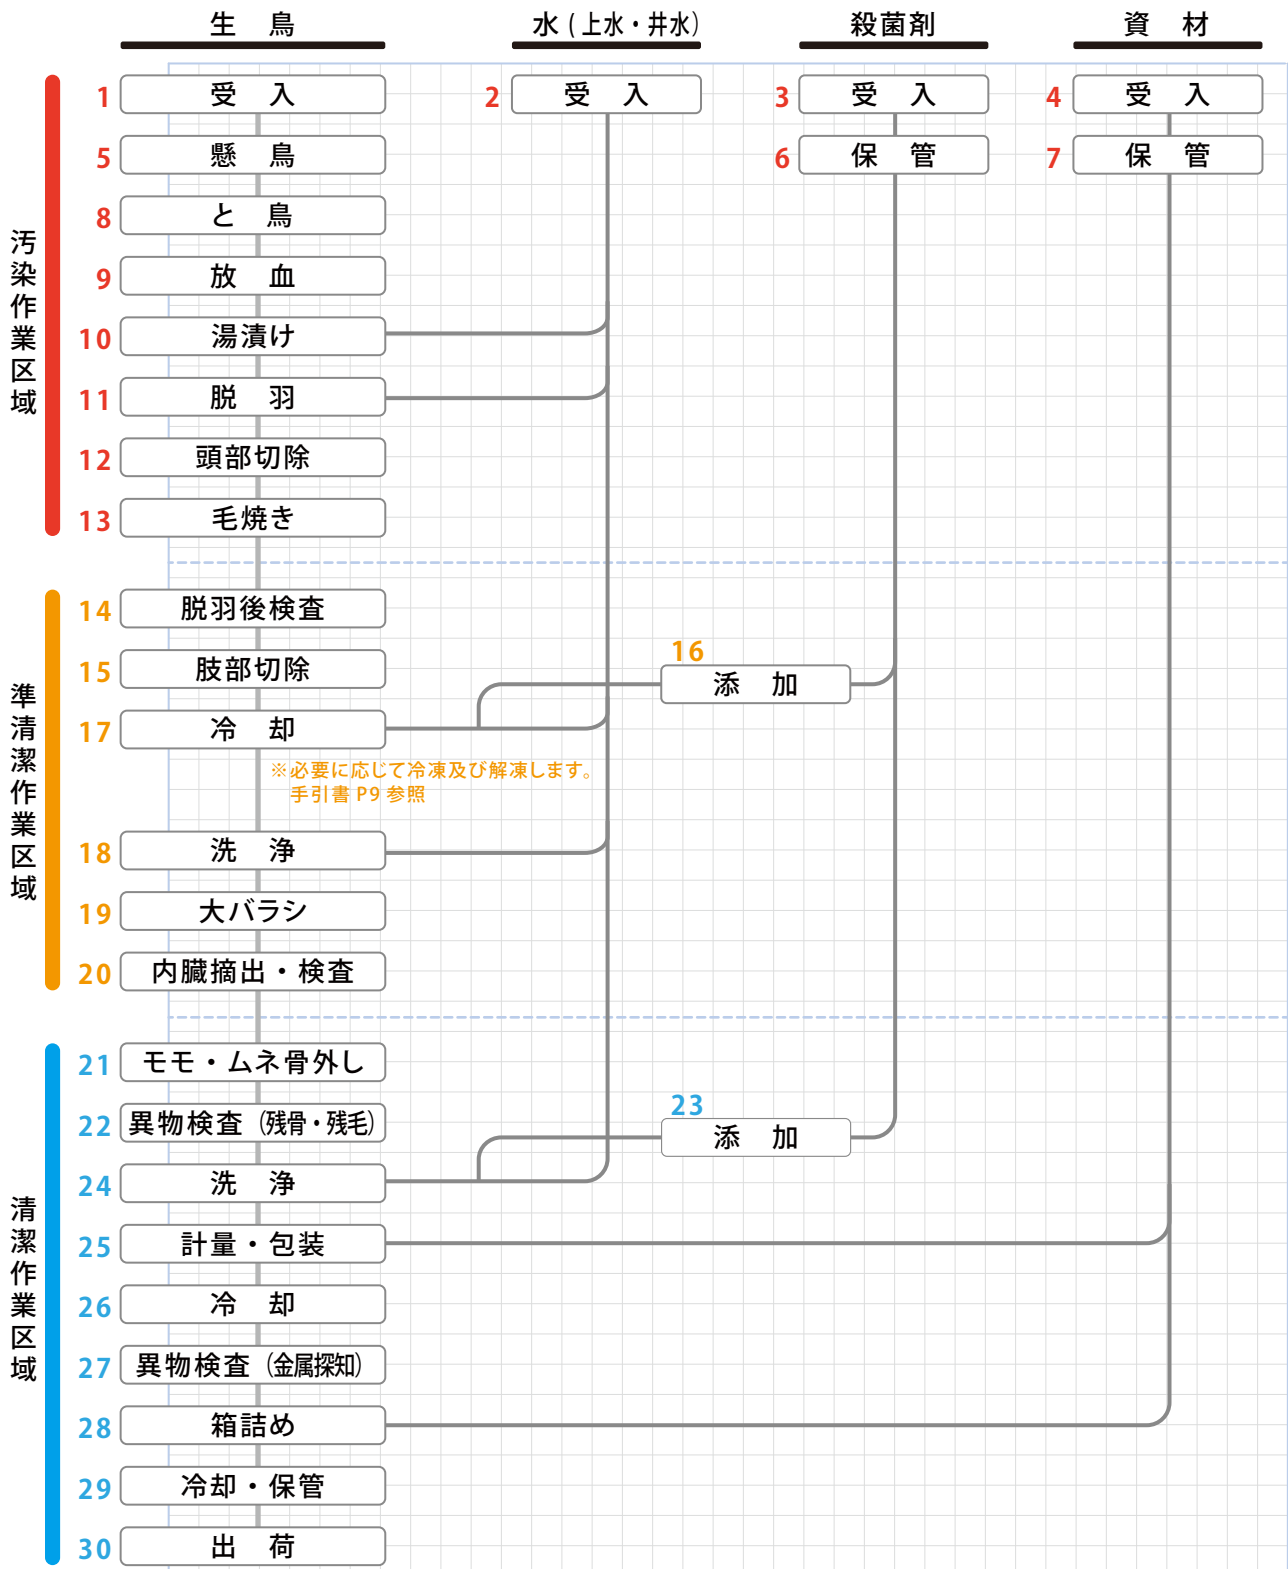 生　鳥
水 ( 上水・井水)
殺菌剤
資　材
1 受　入
2 受　入
3 受　入
4 受　入
5 懸　鳥
6 保　管
7 保　管
8 と　鳥
9 放　血
10 湯漬け
11 脱　羽
12 頭部切除
13 毛焼き
汚染作業区域
14 脱羽後検査
15 肢部切除
16 添　加
17 冷　却
※必要に応じて冷凍及び解凍します。
手引書 P9 参照
18 洗　浄
19 大バラシ
20 内臓摘出・検査
準清潔作業区域
21 モモ・ムネ骨外し
22 異物検査（残骨・残毛）
23 添　加
24 洗　浄
25 計量・包装
26 冷　却
27 異物検査（金属探知）
28 箱詰め
29 冷却・保管
30 出　荷
清潔作業区域